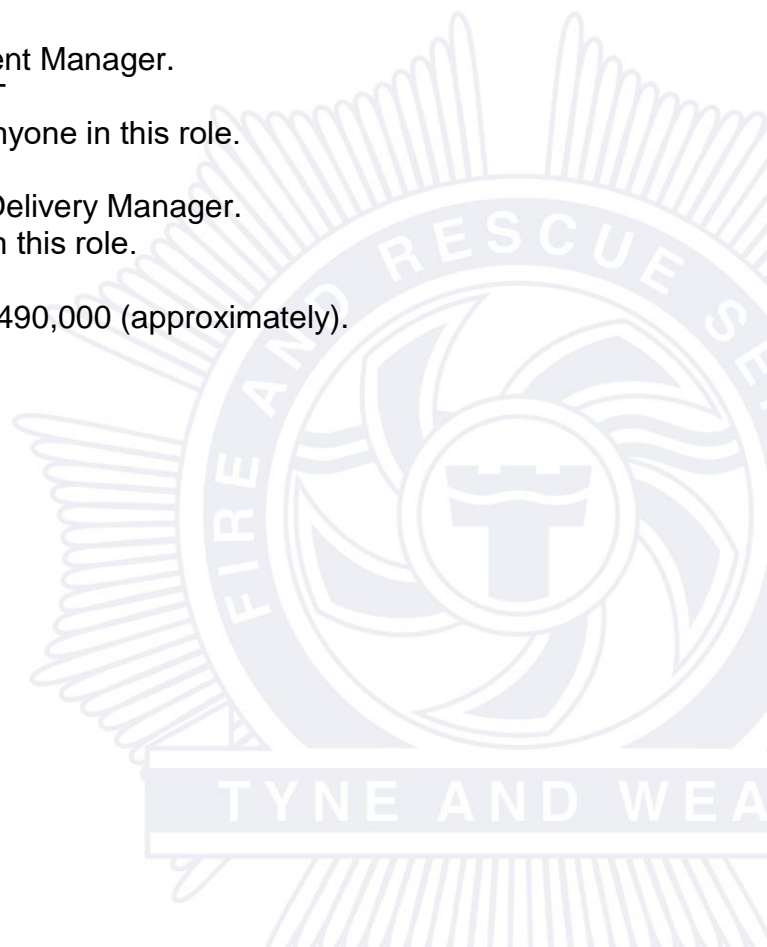 ent Manager.
nyone in this role.
Delivery Manager.
n this role.
490,000 (approximately).
FIRE AND RESCUE SE
TYNE AND WEA